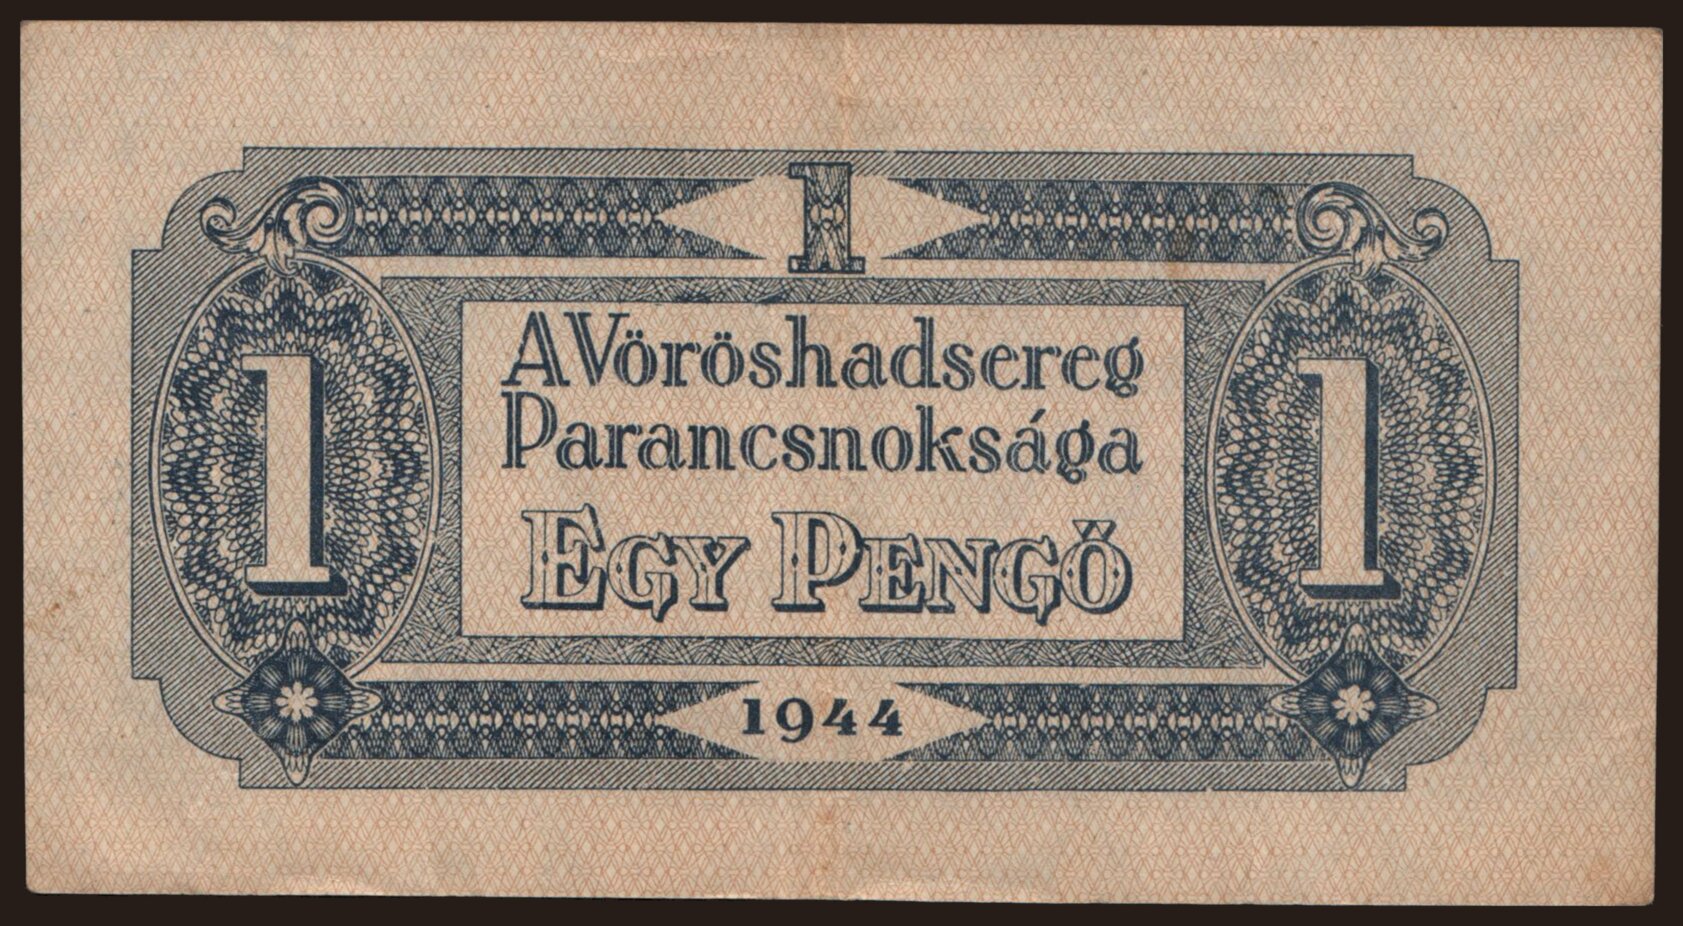 1
A Vöröshadsereg
Parancsnoksága
1 1
EGY PENGŐ
1944